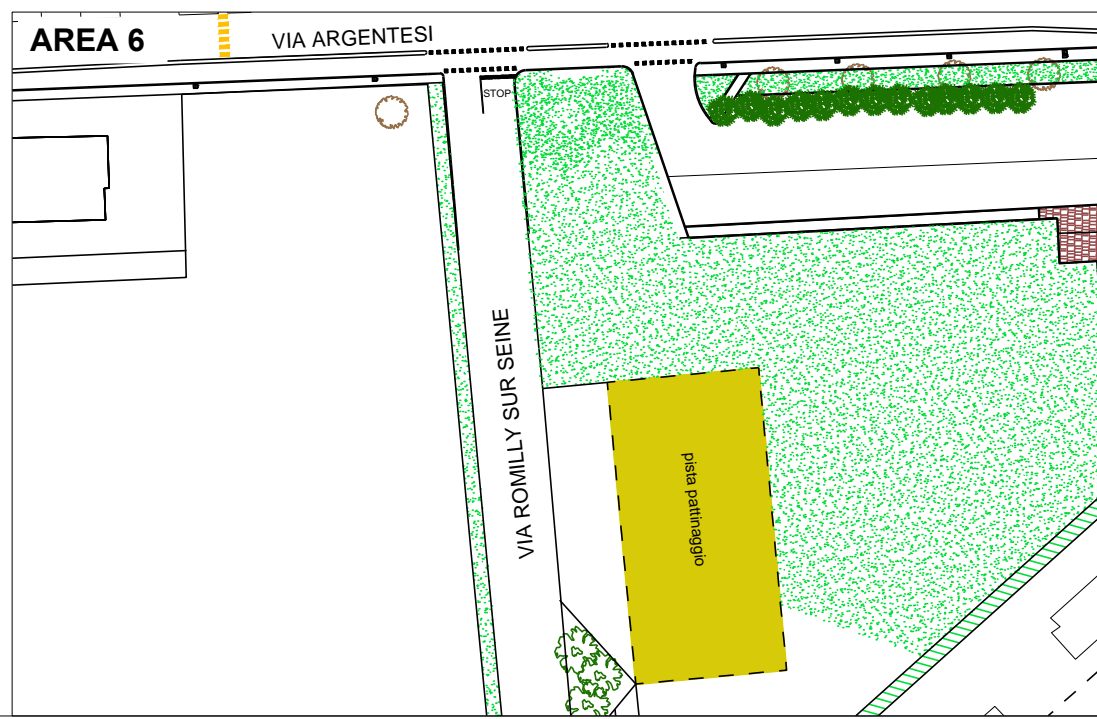 AREA 6
VIA ARGENTESI
STOP
VIA ROMILLY SUR SEINE
pista pattinaggio